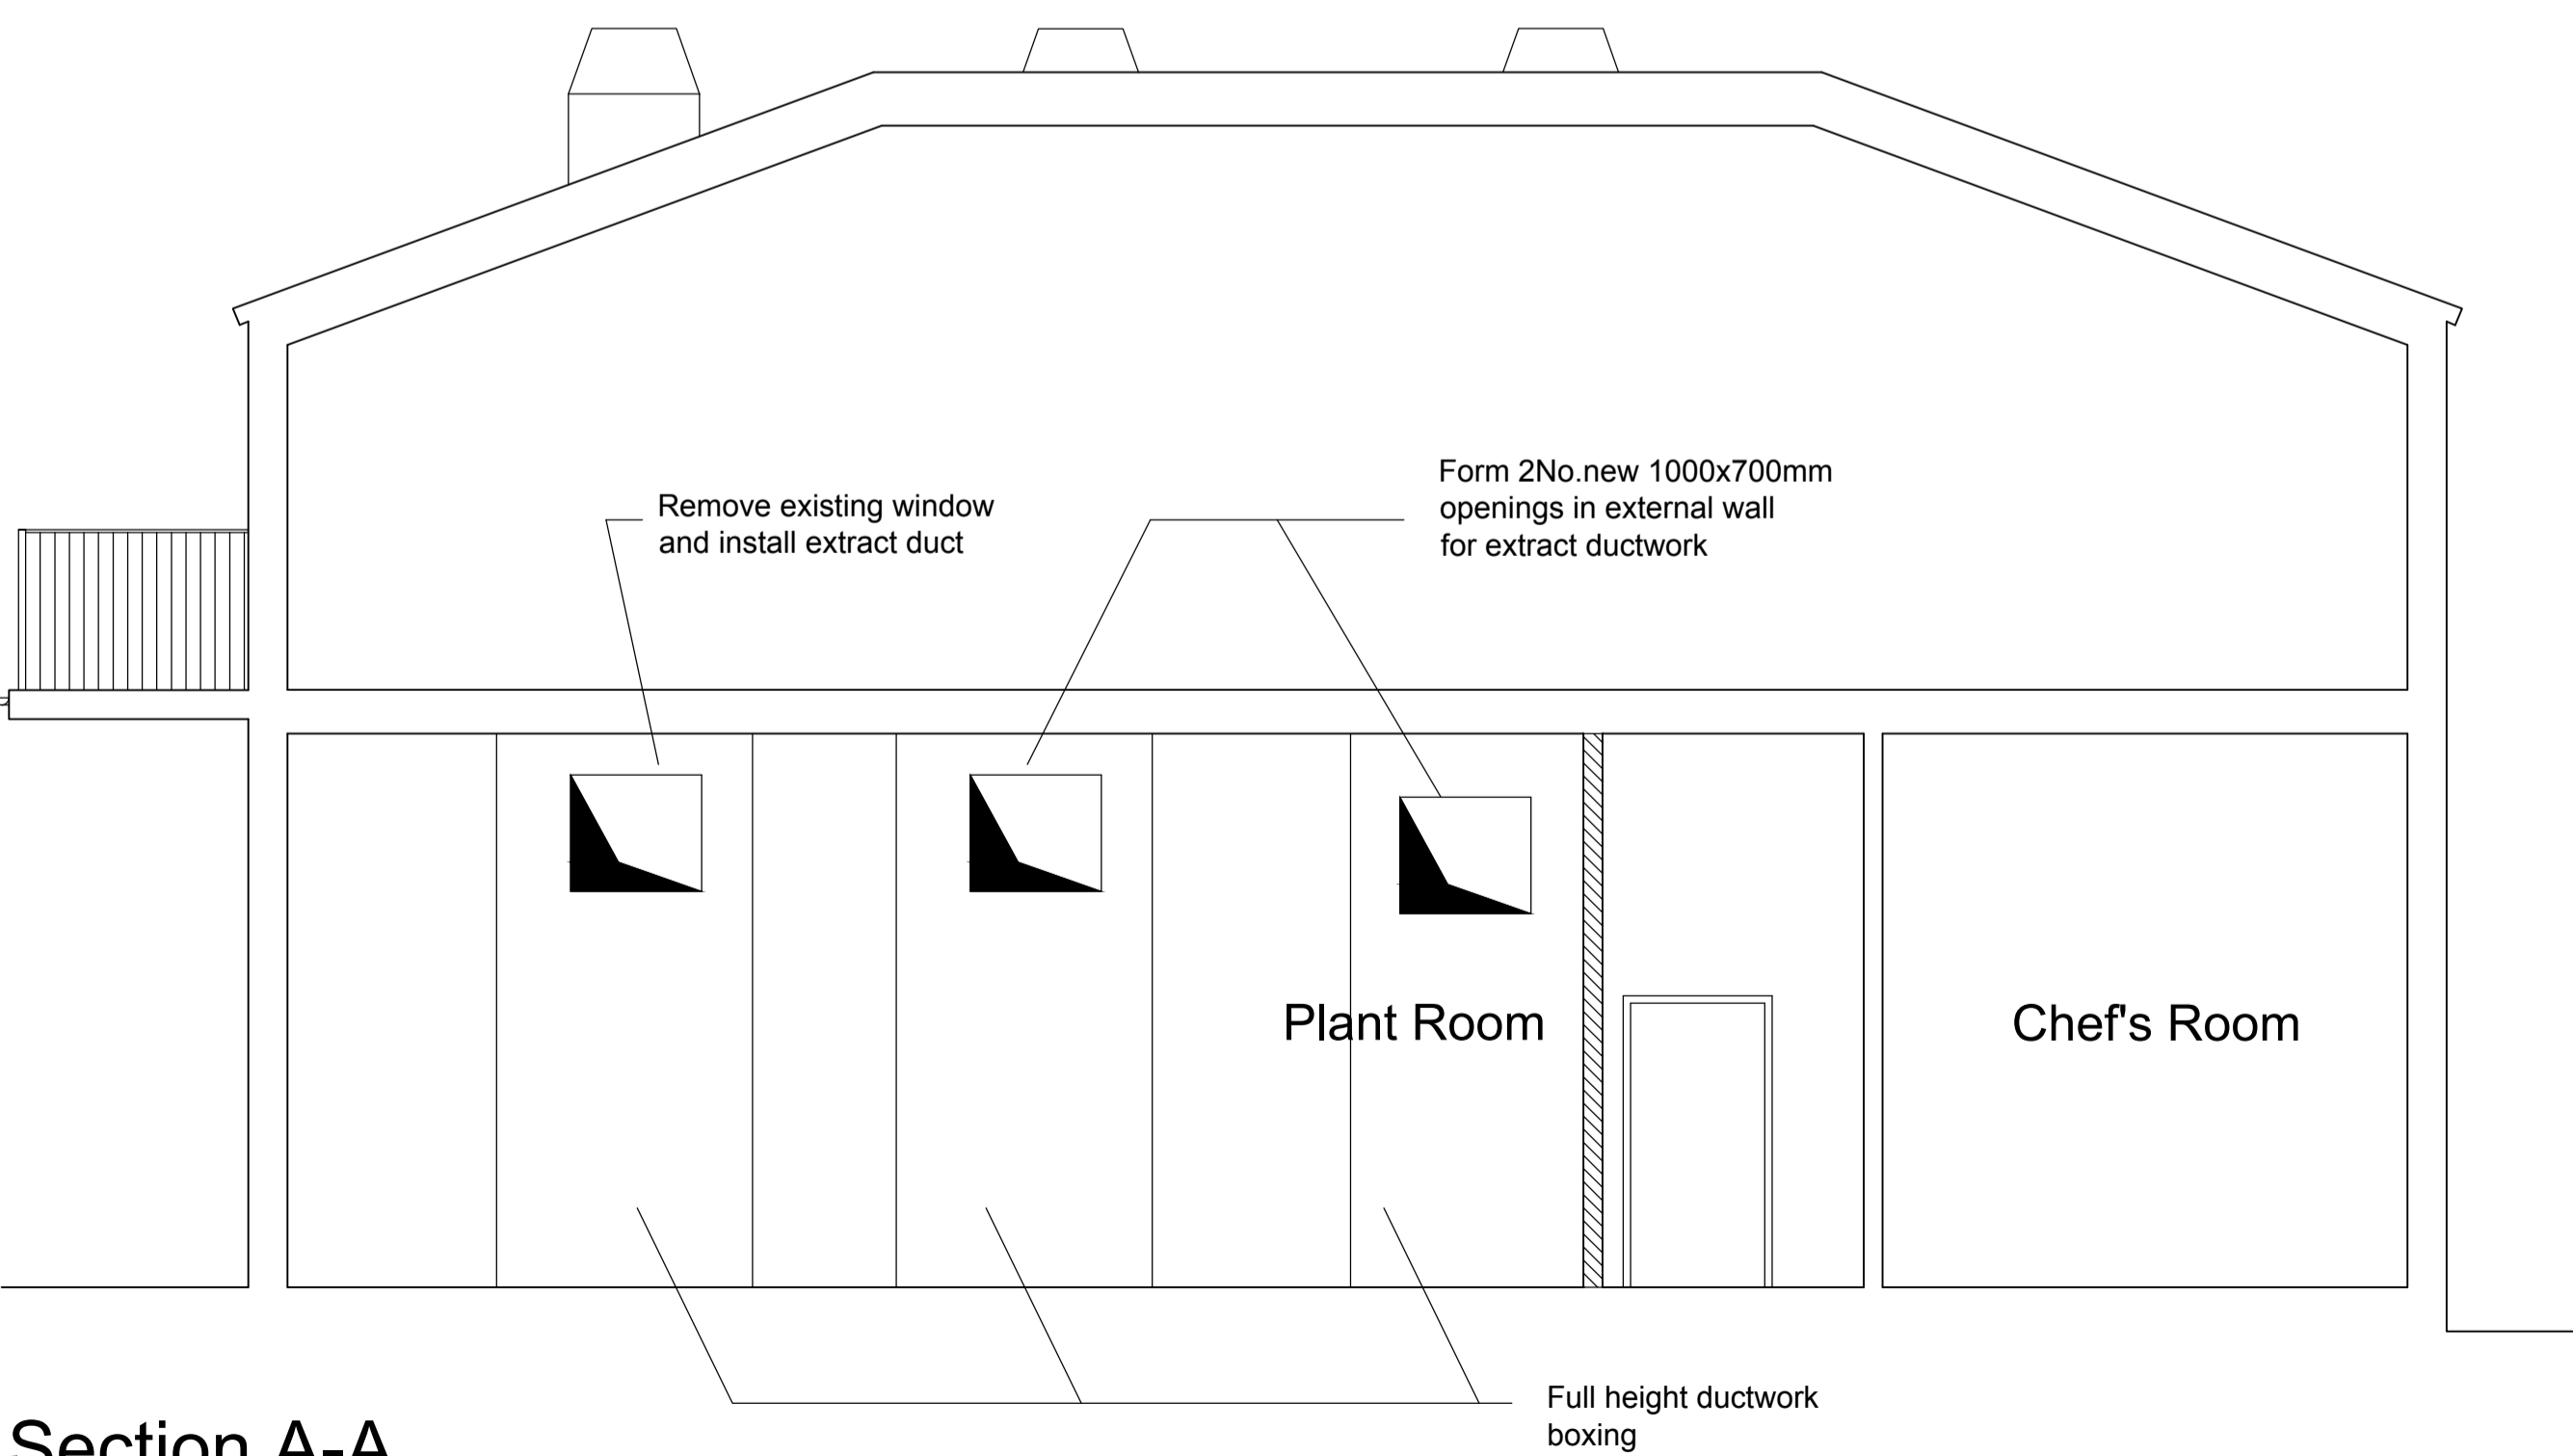 Remove existing window
and install extract duct
Form 2No.new 1000x700mm
openings in external wall
for extract ductwork
Plant Room
Chef's Room
Full height ductwork
boxing
Section A-A